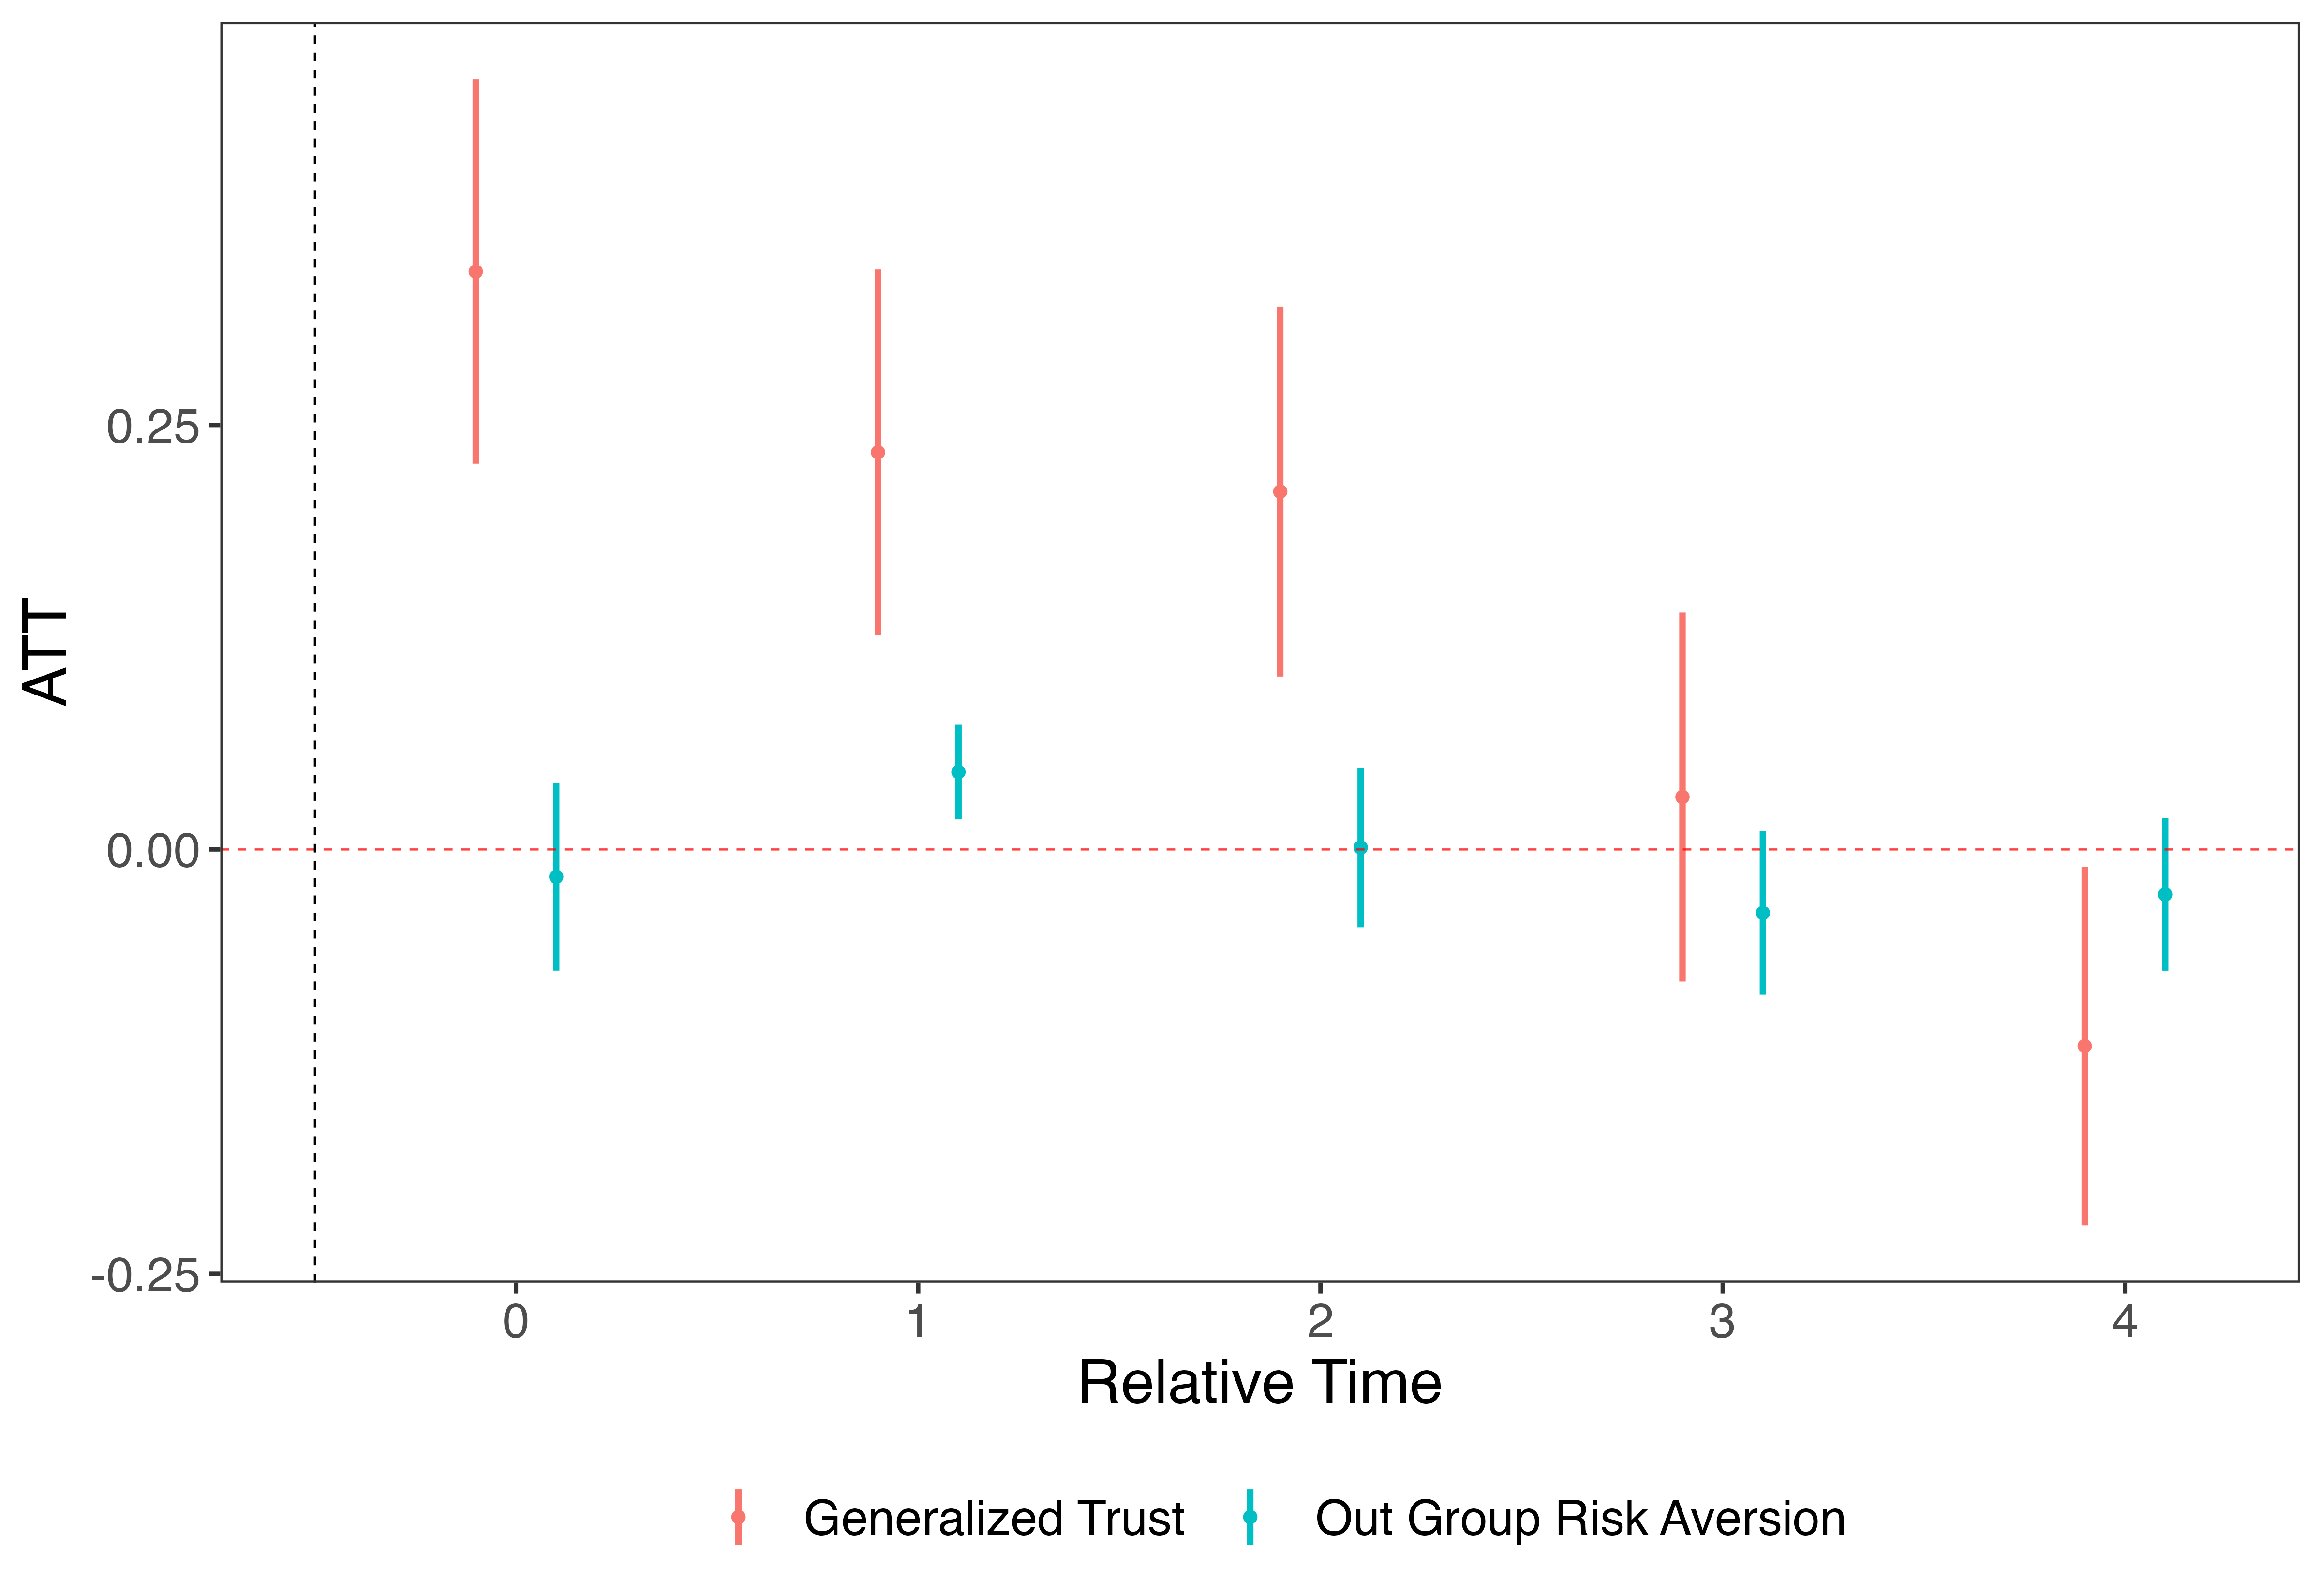 ATT
0.25
0.00
-0.25
0 1 2 3 4
Relative Time
Generalized Trust Out Group Risk Aversion